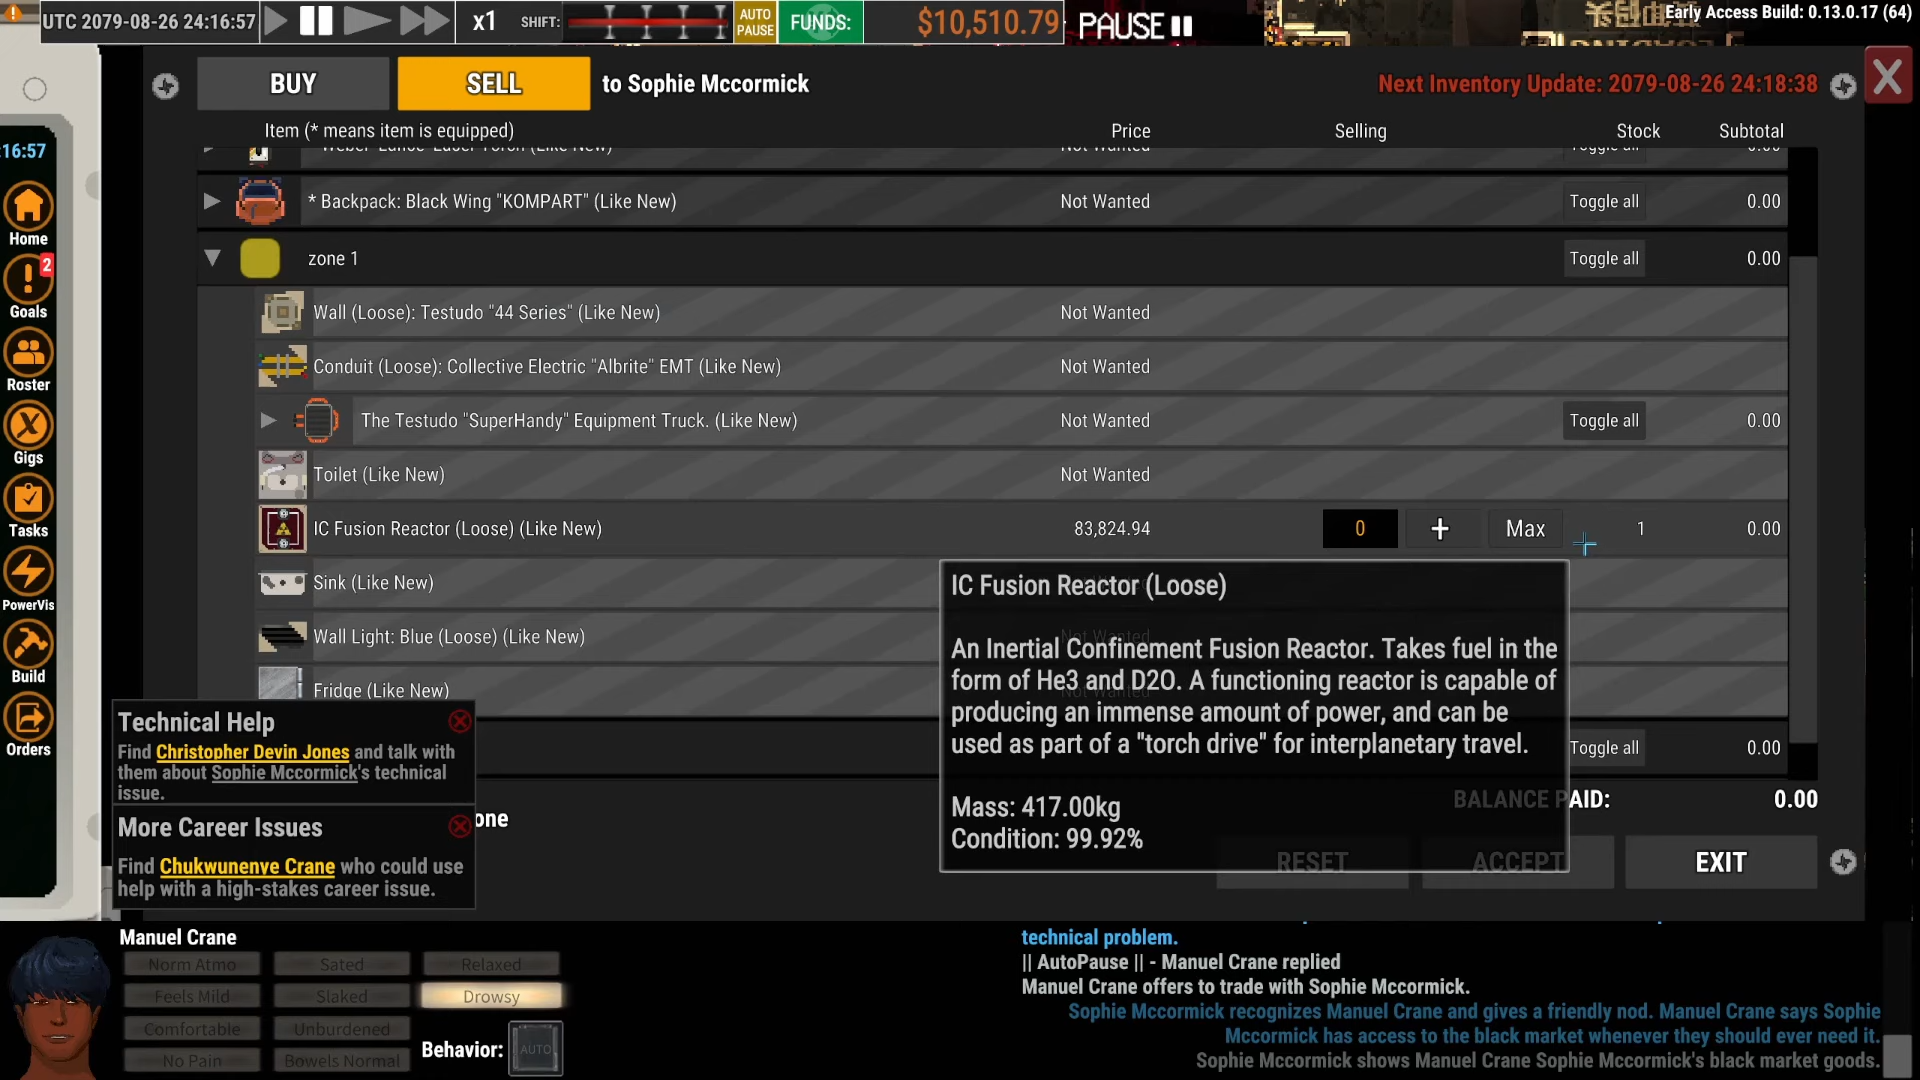 UTC 2079-08-26 24:16:57
x1
SHIFT:
AUTO
PAUSE
FUNDS:
$10,510.79
PAUSE
Early Access Build: 0.13.0.17 (64)
BUY
SELL
to Sophie Mccormick
Next Inventory Update: 2079-08-26 24:18:38
X
Item (* means item is equipped)
Price
Selling
Stock
Subtotal
* Backpack: Black Wing "KOMPART" (Like New)
Not Wanted
Toggle all
0.00
zone 1
Toggle all
0.00
Wall (Loose): Testudo "44 Series" (Like New)
Not Wanted
Conduit (Loose): Collective Electric "Albrite" EMT (Like New)
Not Wanted
The Testudo "SuperHandy" Equipment Truck. (Like New)
Not Wanted
Toggle all
0.00
Toilet (Like New)
Not Wanted
IC Fusion Reactor (Loose) (Like New)
83,824.94
0
+
Max
1
0.00
Sink (Like New)
Wall Light: Blue (Loose) (Like New)
Not Wanted
Fridge (Like New)
Not Wanted
Toggle all
0.00
IC Fusion Reactor (Loose)
An Inertial Confinement Fusion Reactor. Takes fuel in the
form of He3 and D2O. A functioning reactor is capable of
producing an immense amount of power, and can be
used as part of a "torch drive" for interplanetary travel.
Mass: 417.00kg
Condition: 99.92%
BALANCE PAID:
0.00
RESET
ACCEPT
EXIT
:16:57
Home
2
Goals
Roster
Gigs
Tasks
PowerVis
Build
Orders
Technical Help
Find Christopher Devin Jones and talk with
them about Sophie Mccormick's technical
issue.
More Career Issues
Find Chukwunenye Crane who could use
help with a high-stakes career issue.
one
Manuel Crane
Norm Atmo
Sated
Relaxed
Feels Mild
Slaked
Drowsy
Comfortable
Unburdened
No Pain
Bowels Normal
Behavior:
AUTO
technical problem.
|| AutoPause || - Manuel Crane replied
Manuel Crane offers to trade with Sophie Mccormick.
Sophie Mccormick recognizes Manuel Crane and gives a friendly nod. Manuel Crane says Sophie
Mccormick has access to the black market whenever they should ever need it.
Sophie Mccormick shows Manuel Crane Sophie Mccormick's black market goods.